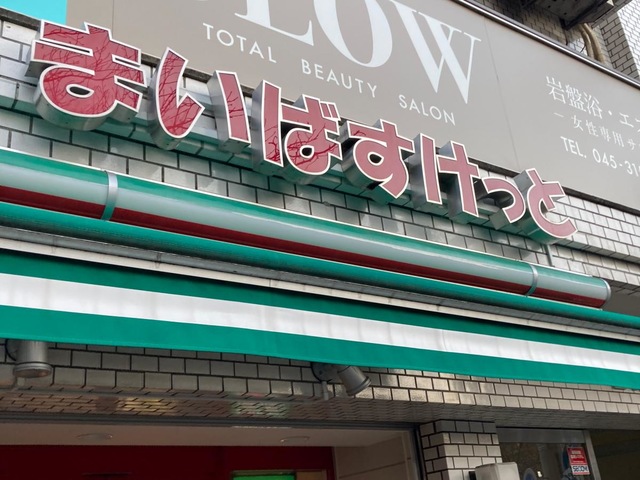 LOW
TOTAL BEAUTY SALON
岩盤浴・エ
－女性専用
TEL. 045-31
まいばすけっと
SECOM